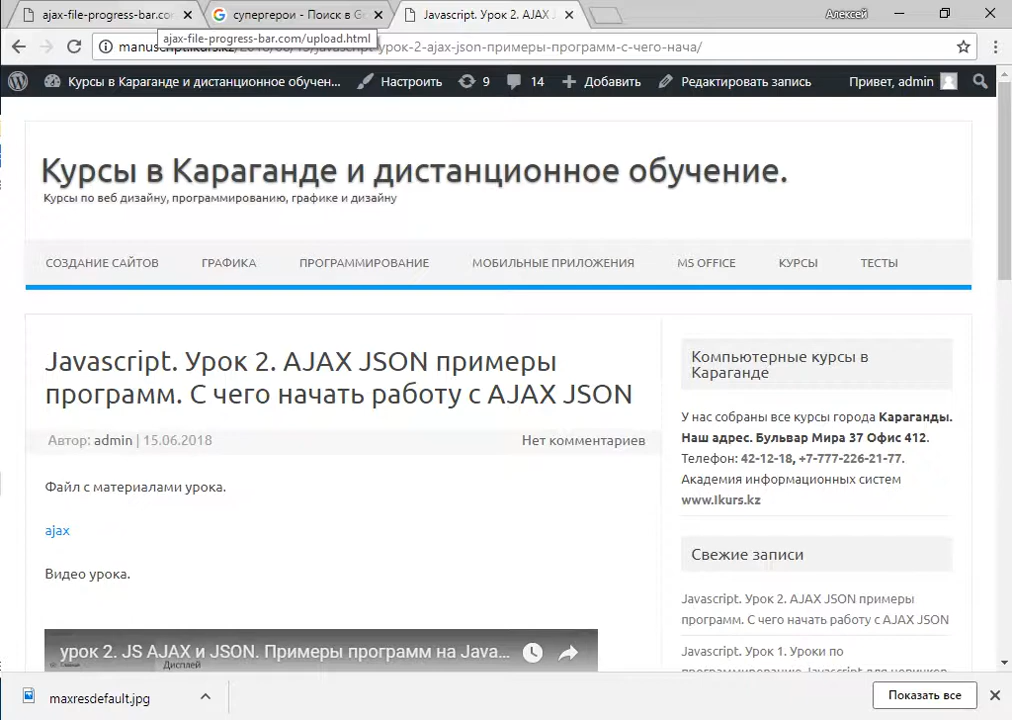 ajax-file-progress-bar.co
супергерои - Поиск в G
Javascript. Урок 2. AJAX J
Алексей
ajax-file-progress-bar.com/upload.html
урок-2-ajax-json-примеры-программ-с-чего-нача/
Курсы в Караганде и дистанционное обучен...
Настроить
9
14
Добавить
Редактировать запись
Привет, admin
Курсы в Караганде и дистанционное обучение.
Курсы по веб дизайну, программированию, графике и дизайну
СОЗДАНИЕ САЙТОВ
ГРАФИКА
ПРОГРАММИРОВАНИЕ
МОБИЛЬНЫЕ ПРИЛОЖЕНИЯ
MS OFFICE
КУРСЫ
ТЕСТЫ
Javascript. Урок 2. AJAX JSON примеры
программ. С чего начать работу с AJAX JSON
Автор: admin | 15.06.2018
Нет комментариев
Файл с материалами урока.
ajax
Видео урока.
урок 2. JS AJAX и JSON. Примеры программ на Java...
Дисплей
Компьютерные курсы в
Караганде
У нас собраны все курсы города Караганды.
Наш адрес. Бульвар Мира 37 Офис 412.
Телефон: 42-12-18, +7-777-226-21-77.
Академия информационных систем
www.Ikurs.kz
Свежие записи
Javascript. Урок 2. AJAX JSON примеры
программ. С чего начать работу с AJAX JSON
Javascript. Урок 1. Уроки по
программированию Javascript для новичков
maxresdefault.jpg
Показать все